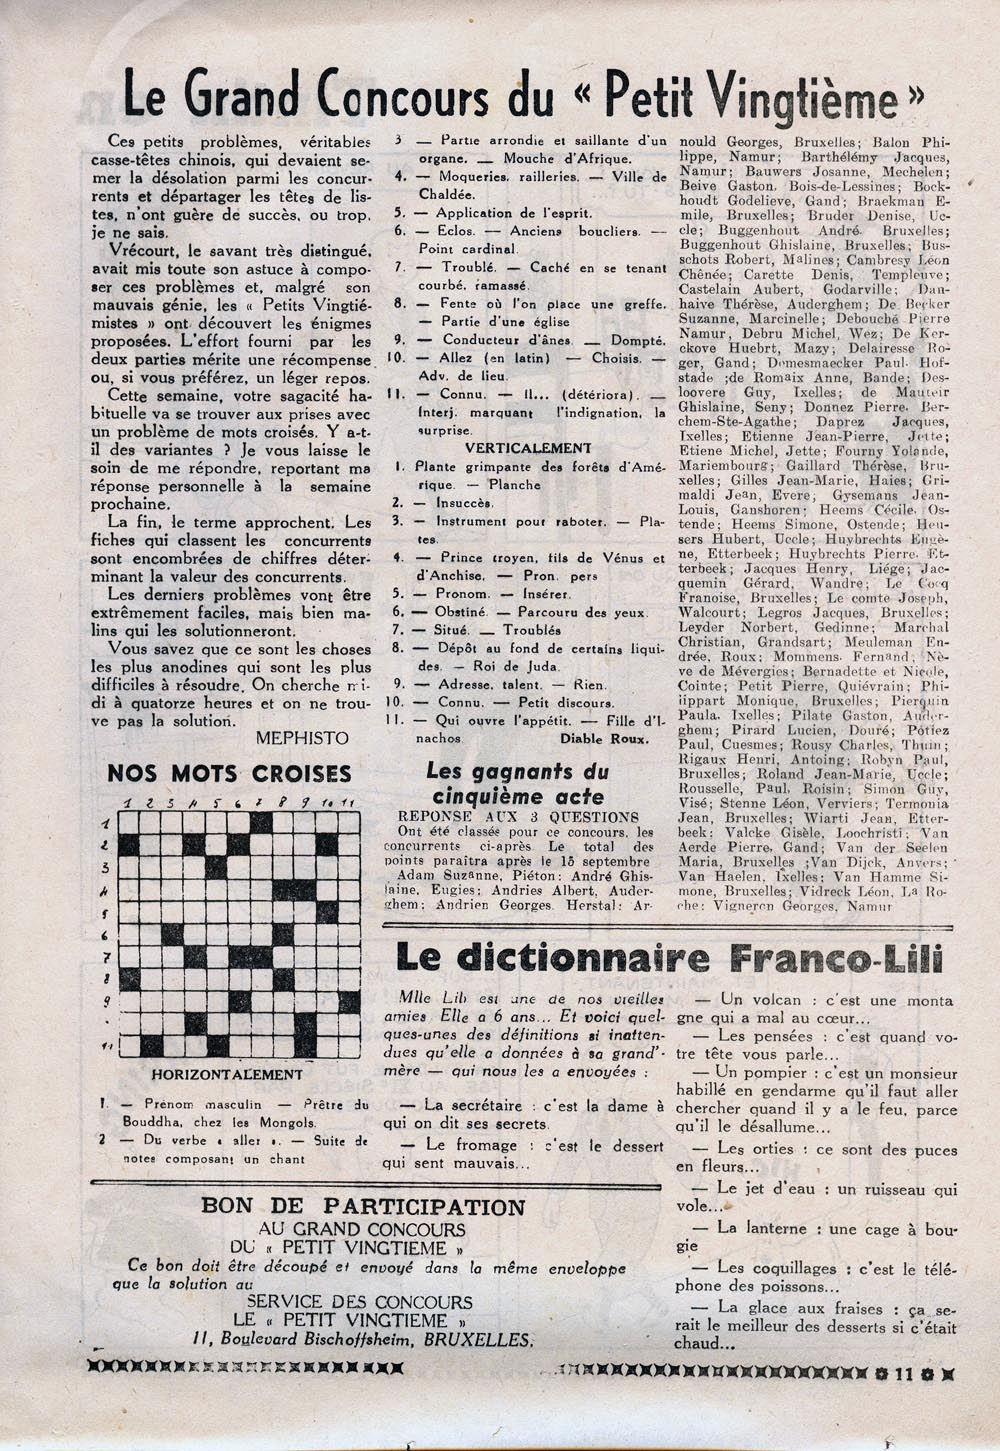 Le Grand Concours du « Petit Vingtième »
Ces petits problèmes, véritables
casse-têtes chinois, qui devaient se-
mer la désolation parmi les concur-
rents et départager les têtes de lis-
tes, n'ont guère de succès, ou trop,
je ne sais.
Vrécourt, le savant très distingué,
avait mis toute son astuce à compo-
ser ces problèmes et, malgré son
mauvais génie, les « Petits Vingtié-
mistes » ont découvert les énigmes
proposées. L'effort fourni par les
deux parties mérite une récompense
ou, si vous préférez, un léger repos.
Cette semaine, votre sagacité ha-
bituelle va se trouver aux prises avec
un problème de mots croisés. Y a-t-
il des variantes ? Je vous laisse le
soin de me répondre, reportant ma
réponse personnelle à la semaine
prochaine.
La fin, le terme approchent. Les
fiches qui classent les concurrents
sont encombrées de chiffres déter-
minant la valeur des concurrents.
Les derniers problèmes vont être
extrêmement faciles, mais bien ma-
lins qui les solutionneront.
Vous savez que ce sont les choses
les plus anodines qui sont les plus
difficiles à résoudre. On cherche mi-
di à quatorze heures et on ne trou-
ve pas la solution.
MEPHISTO
NOS MOTS CROISES
1 2 3 4 5 6 7 8 9 10 11
1
2
3
4
5
6
7
8
9
.
11
HORIZONTALEMENT
1. — Prénom masculin — Prêtre du
Bouddha, chez les Mongols.
2 — Du verbe « aller ». — Suite de
notes composant un chant
3 — Partie arrondie et saillante d'un
organe. — Mouche d'Afrique.
4. — Moqueries, railleries. — Ville de
Chaldée.
5. — Application de l'esprit.
6. — Eclos. — Anciens boucliers. —
Point cardinal.
7. — Troublé. — Caché en se tenant
courbé, ramassé.
8. — Fente où l'on place une greffe.
— Partie d'une église
9. — Conducteur d'ânes. — Dompté.
10. — Allez (en latin) — Choisis. —
Adv. de lieu.
11. — Connu. — Il... (détériora). —
Interj. marquant l'indignation, la
surprise.
VERTICALEMENT
1. Plante grimpante des forêts d'Amé-
rique. — Planche
2. — Insuccès.
3. — Instrument pour raboter. — Pla-
tes.
4. — Prince troyen, fils de Vénus et
d'Anchise. — Pron. pers
5. — Pronom. — Insérer.
6. — Obstiné. — Parcouru des yeux.
7. — Situé. — Troublés
8. — Dépôt au fond de certains liqui-
des. — Roi de Juda.
9. — Adresse, talent. — Rien.
10. — Connu. — Petit discours.
11. — Qui ouvre l'appétit. — Fille d'I-
nachos. Diable Roux.
Les gagnants du
cinquième acte
REPONSE AUX 3 QUESTIONS
Ont été classés pour ce concours, les
concurrents ci-après Le total des
points paraîtra après le 15 septembre
Adam Suzanne, Piéton; André Ghis-
laine, Eugies; Andries Albert, Auder-
ghem; Andrien Georges. Herstal: Ar-
nould Georges, Bruxelles; Balon Phi-
lippe, Namur; Barthélémy Jacques,
Namur; Bauwers Josanne, Mechelen;
Beive Gaston, Bois-de-Lessines; Bock-
houdt Godelieve, Gand; Braekman E-
mile, Bruxelles; Bruder Denise, Uc-
cle; Buggenhout André. Bruxelles;
Buggenhout Ghislaine, Bruxelles; Bus-
schots Robert, Malines; Cambresy Léon
Chênée; Carette Denis, Templeuve;
Castelain Aubert, Godarville; Dan-
haive Thérèse, Auderghem; De Becker
Suzanne, Marcinelle; Debouché Pierre
Namur, Debru Michel, Wez; De Ker-
ckove Huebrt, Mazy; Delairesse Ro-
ger, Gand; Demesmaecker Paul. Hof-
stade ;de Romaix Anne, Bande; Des-
loovere Guy, Ixelles; de Mauteir
Ghislaine, Seny; Donnez Pierre, Ber-
chem-Ste-Agathe; Daprez Jacques,
Ixelles; Etienne Jean-Pierre, Jette;
Etiene Michel, Jette; Fourny Yolande,
Mariembourg; Gaillard Thérèse, Bru-
xelles; Gilles Jean-Marie, Haies; Gri-
maldi Jean, Evere; Gysemans Jean-
Louis, Ganshoren; Heems Cécile. Os-
tende; Heems Simone, Ostende; Heu-
sers Hubert, Uccle; Huybrechts Eugè-
ne, Etterbeek; Huybrechts Pierre, Et-
terbeek; Jacques Henry, Liége; Jac-
quemin Gérard, Wandre; Le Cocq
Franoise, Bruxelles; Le comte Joseph,
Walcourt; Legros Jacques, Bruxelles;
Leyder Norbert, Gedinne; Marchal
Christian, Grandsart; Meuleman En-
drée, Roux; Mommens Fernand; Nè-
ve de Mévergies; Bernadette et Nicole,
Cointe; Petit Pierre, Quiévrain; Phi-
iippart Monique, Bruxelles; Pierquin
Paula, Ixelles; Pilate Gaston, Auder-
ghem; Pirard Lucien, Douré; Potiez
Paul, Cuesmes; Rousy Charles, Thuin;
Rigaux Henri, Antoing; Robyn Paul,
Bruxelles; Roland Jean-Marie, Uccle;
Rousselle, Paul, Roisin; Simon Guy,
Visé; Stenne Léon, Verviers; Termonia
Jean, Bruxelles; Wiarti Jean, Etter-
beek: Valcke Gisèle, Loochristi; Van
Aerde Pierre, Gand; Van der Seelen
Maria, Bruxelles ;Van Dijck, Anvers;
Van Haelen, Ixelles; Van Hamme Si-
mone, Bruxelles; Vidreck Léon, La Ro-
che: Vigneron Georges, Namur
Le dictionnaire Franco-Lili
Mlle Lili est une de nos vieilles
amies Elle a 6 ans... Et voici quel-
ques-unes des définitions si inatten-
dues qu'elle a données à sa grand'-
mère — qui nous les a envoyées :
— La secrétaire : c'est la dame à
qui on dit ses secrets.
— Le fromage : c'est le dessert
qui sent mauvais...
— Un volcan : c'est une monta
gne qui a mal au cœur...
— Les pensées : c'est quand vo-
tre tête vous parle...
— Un pompier : c'est un monsieur
habillé en gendarme qu'il faut aller
chercher quand il y a le feu, parce
qu'il le désallume...
— Les orties : ce sont des puces
en fleurs...
— Le jet d'eau : un ruisseau qui
vole...
— La lanterne : une cage à bou-
gie
— Les coquillages : c'est le télé-
phone des poissons...
— La glace aux fraises : ça se-
rait le meilleur des desserts si c'était
chaud...
BON DE PARTICIPATION
AU GRAND CONCOURS
DU « PETIT VINGTIEME »
Ce bon doit être découpé et envoyé dans la même enveloppe
que la solution au
SERVICE DES CONCOURS
LE « PETIT VINGTIEME »
11, Boulevard Bischoffsheim, BRUXELLES.
11